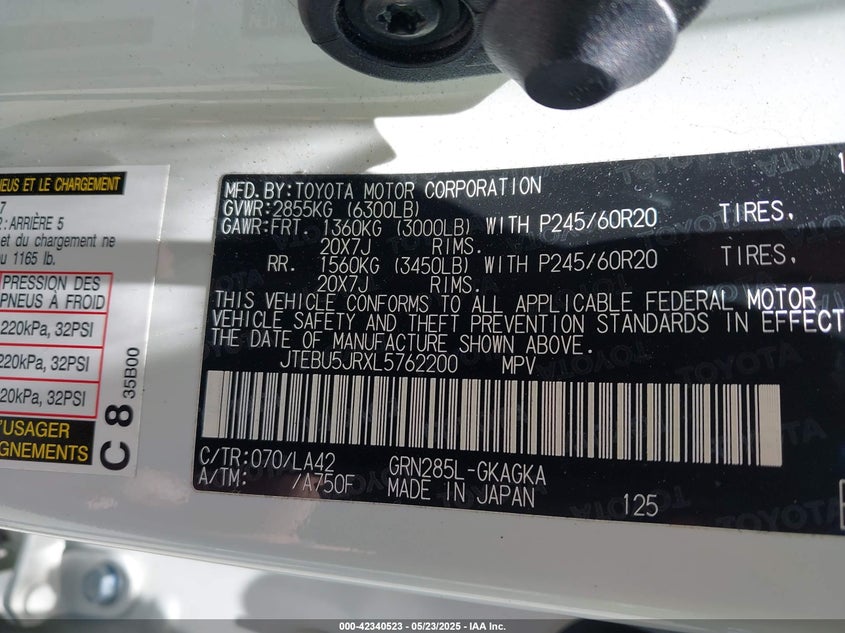 NEUS ET LE CHARGEMENT
7
2: ARRIÈRE 5
et du chargement ne
u 1165 lb.
PRESSION DES
PNEUS À FROID
220kPa, 32PSI
220kPa, 32PSI
20kPa, 32PSI
'USAGER
GNEMENTS
C 8 35B00
MFD. BY: TOYOTA MOTOR CORPORATION
GVWR: 2855KG (6300LB)
GAWR: FRT. 1360KG (3000LB) WITH P245/60R20 TIRES,
20X7J RIMS.
RR. 1560KG (3450LB) WITH P245/60R20 TIRES,
20X7J RIMS.
THIS VEHICLE CONFORMS TO ALL APPLICABLE FEDERAL MOTOR
VEHICLE SAFETY AND THEFT PREVENTION STANDARDS IN EFFECT
THE DATE OF MANUFACTURE SHOWN ABOVE.
JTEBU5JRXL5762200 MPV
C/TR: 070/LA42 GRN285L-GKAGKA
A/TM: /A750F MADE IN JAPAN 125
TOYOTA
000-42340523 - 05/23/2025 - IAA Inc.